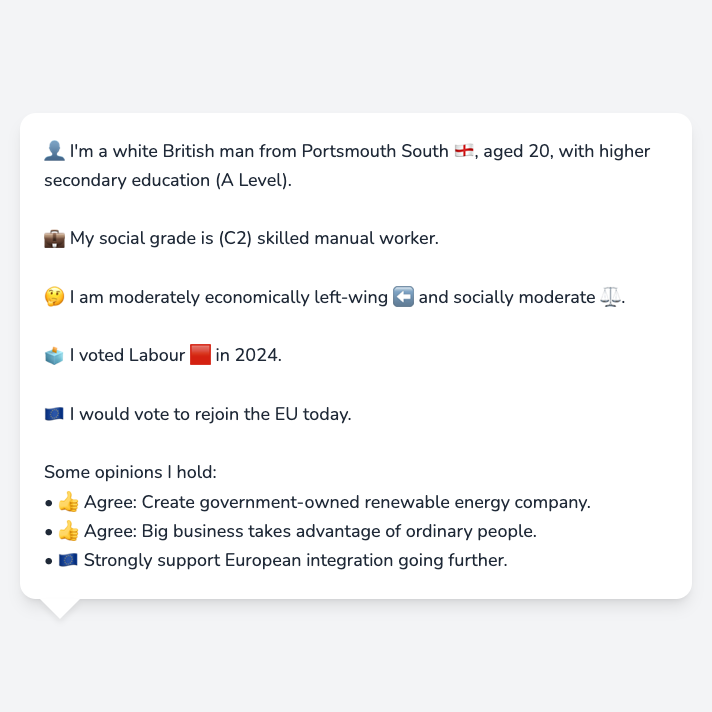 👤 I'm a white British man from Portsmouth South 🏴󠁧󠁢󠁥󠁮󠁧󠁿, aged 20, with higher
secondary education (A Level).
💼 My social grade is (C2) skilled manual worker.
🤔 I am moderately economically left-wing ⬅️ and socially moderate ⚖️.
🗳️ I voted Labour 🟥 in 2024.
🇪🇺 I would vote to rejoin the EU today.
Some opinions I hold:
• 👍 Agree: Create government-owned renewable energy company.
• 👍 Agree: Big business takes advantage of ordinary people.
• 🇪🇺 Strongly support European integration going further.